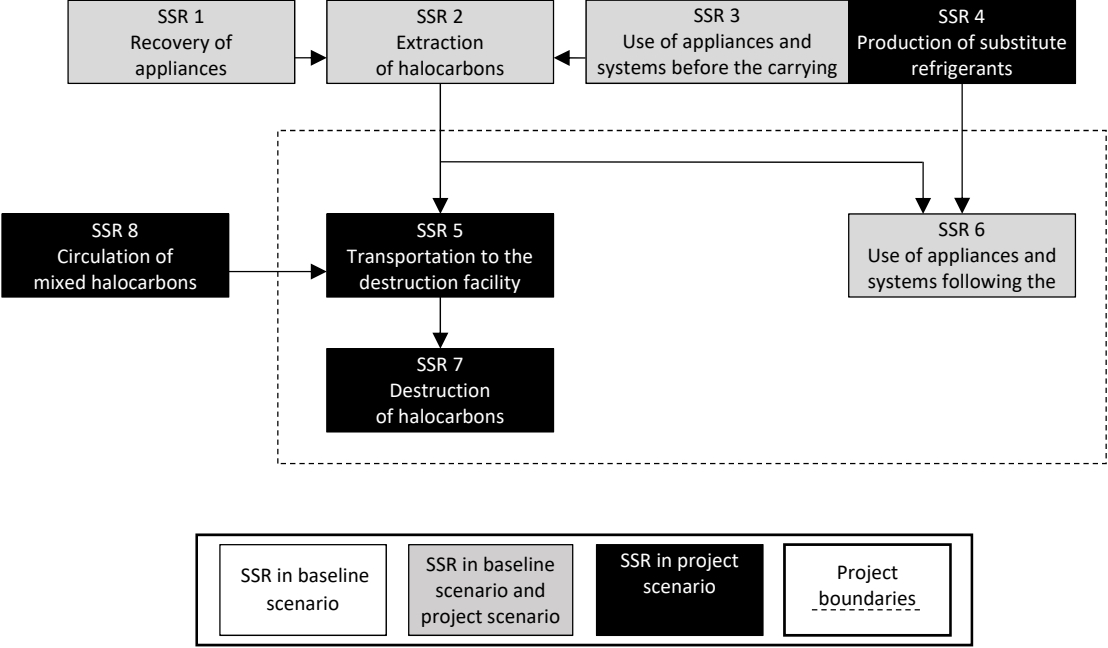 SSR 1
Recovery of
appliances
SSR 2
Extraction
of halocarbons
SSR 3
Use of appliances and
systems before the carrying
SSR 4
Production of substitute
refrigerants
SSR 8
Circulation of
mixed halocarbons
SSR 5
Transportation to the
destruction facility
SSR 6
Use of appliances and
systems following the
SSR 7
Destruction
of halocarbons
SSR in baseline
scenario
SSR in baseline
scenario and
project scenario
SSR in project
scenario
Project
boundaries